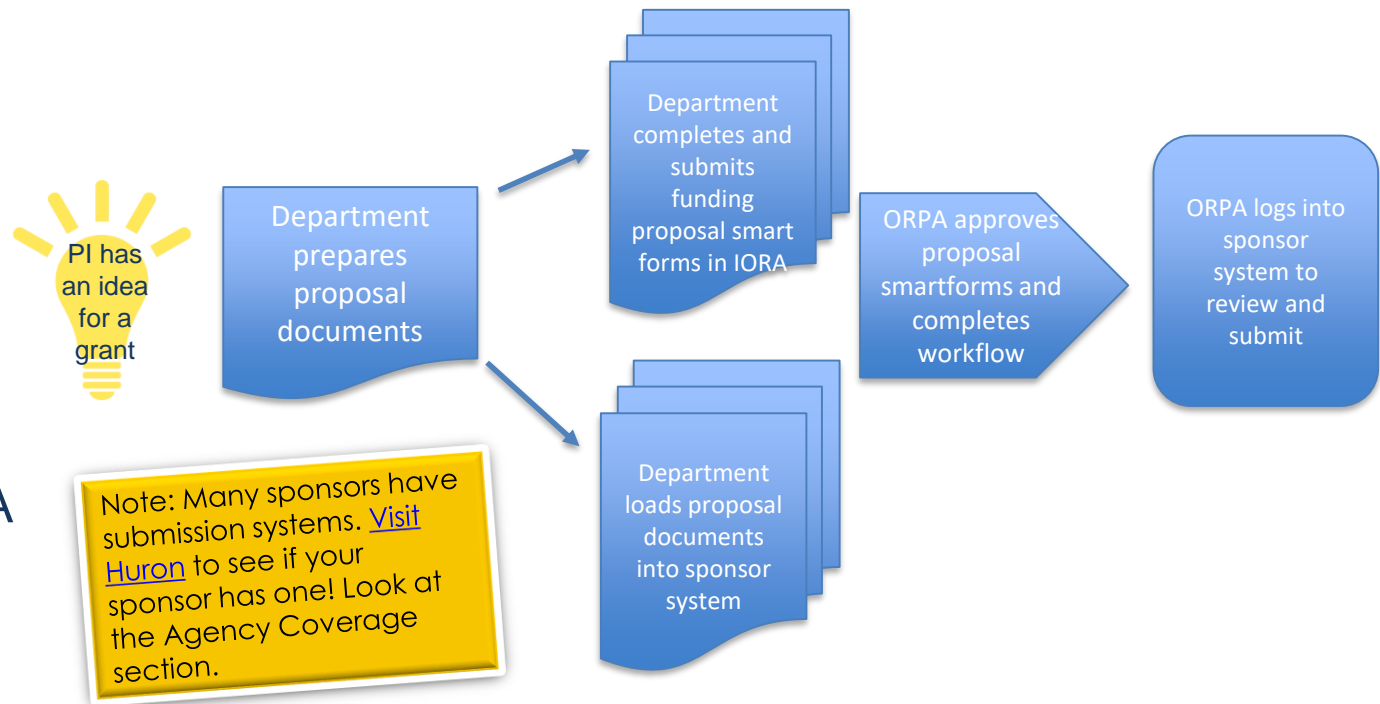 PI has
an idea
for a
grant
Department
prepares
proposal
documents
Department
completes and
submits
funding
proposal smart
forms in IORA
Department
loads proposal
documents
into sponsor
system
ORPA approves
proposal
smartforms and
completes
workflow
ORPA logs into
sponsor
system to
review and
submit
A
Note: Many sponsors have
submission systems. Visit
Huron to see if your
sponsor has one! Look at
the Agency Coverage
section.